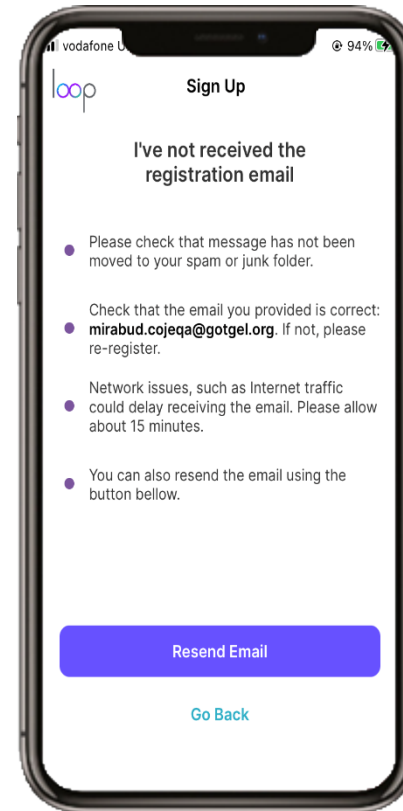 vodafone U
94%
loop
Sign Up
I've not received the
registration email
Please check that message has not been
moved to your spam or junk folder.
Check that the email you provided is correct:
mirabud.cojeqa@gotgel.org. If not, please
re-register.
Network issues, such as Internet traffic
could delay receiving the email. Please allow
about 15 minutes.
You can also resend the email using the
button bellow.
Resend Email
Go Back